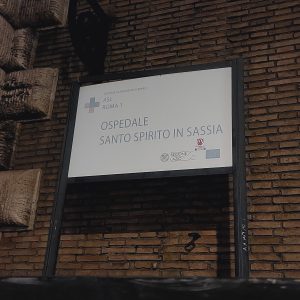 ASL
ROMA 1
OSPEDALE
SANTO SPIRITO IN SASSIA